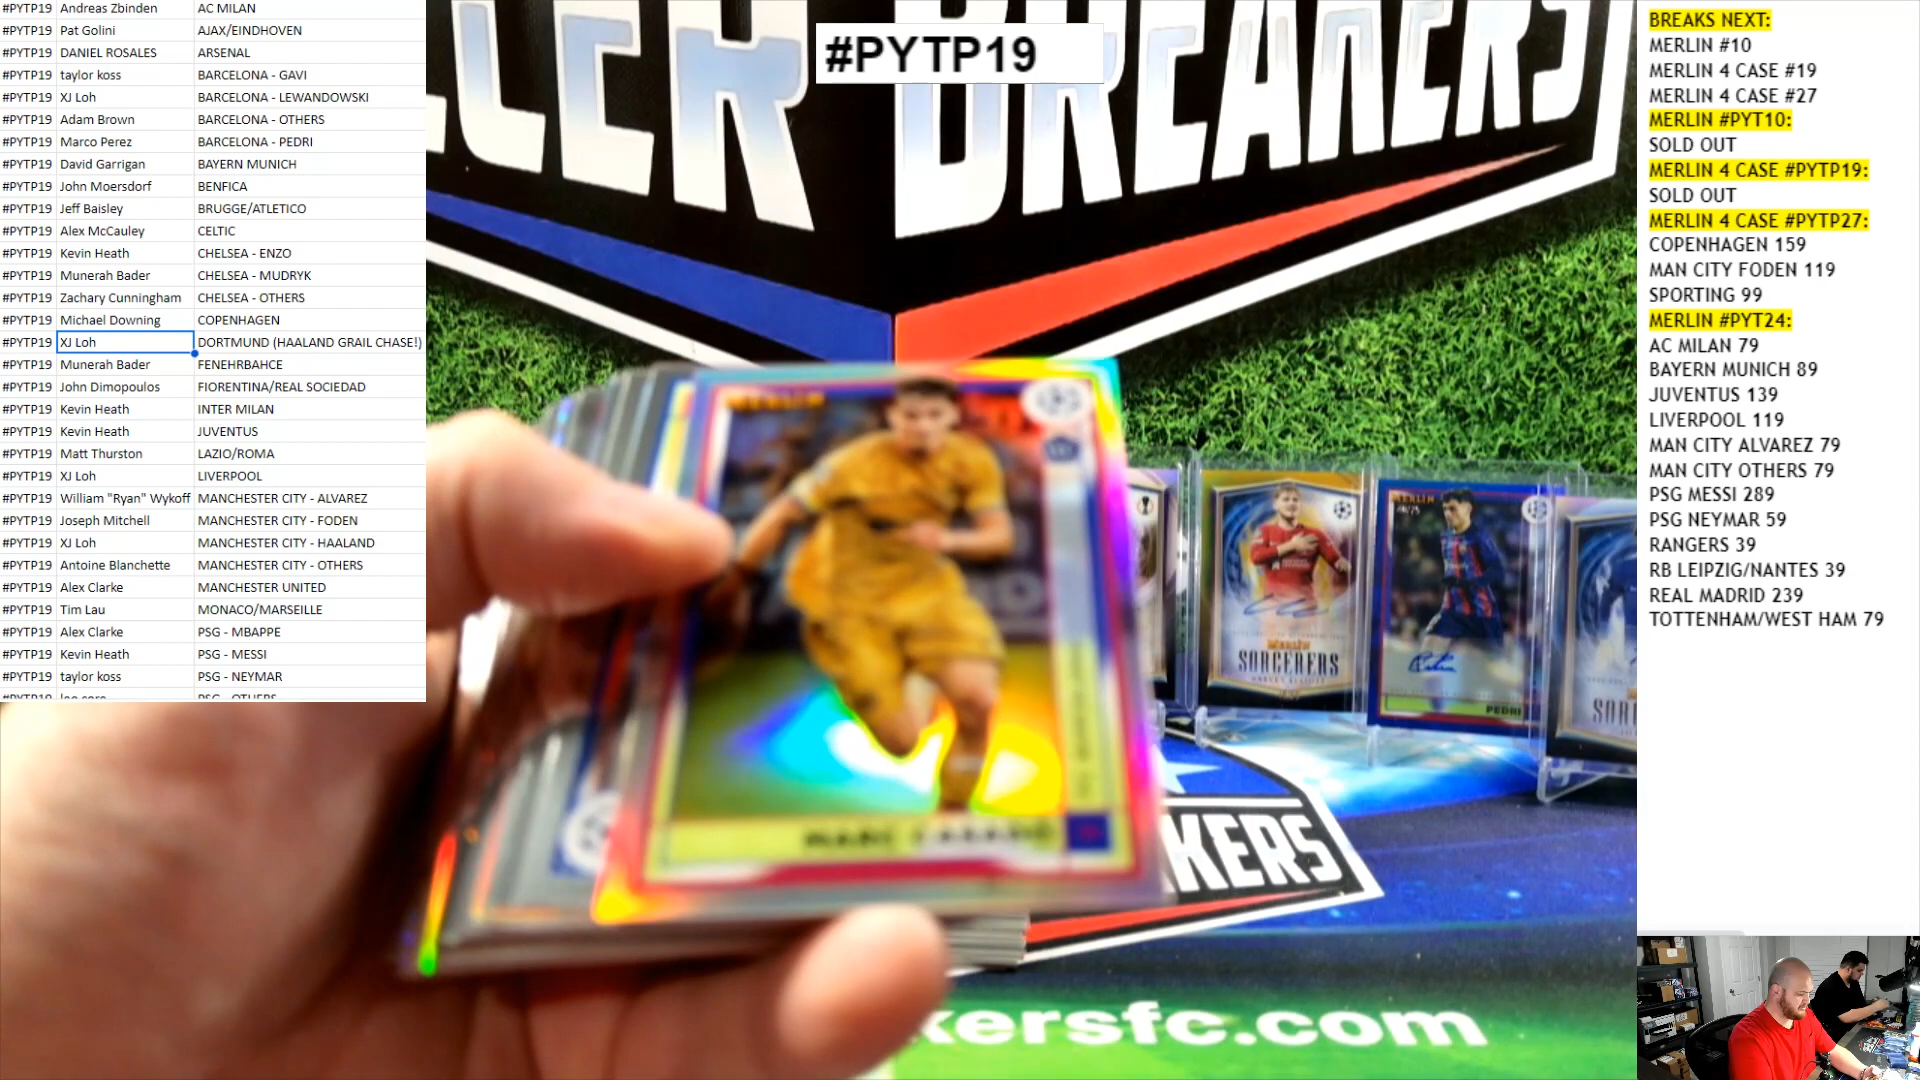 #PYTP19 Andreas Zbinden AC MILAN
#PYTP19 Pat Golini AJAX/EINDHOVEN
#PYTP19 DANIEL ROSALES ARSENAL
#PYTP19 taylor koss BARCELONA - GAVI
#PYTP19 XJ Loh BARCELONA - LEWANDOWSKI
#PYTP19 Adam Brown BARCELONA - OTHERS
#PYTP19 Marco Perez BARCELONA - PEDRI
#PYTP19 David Garrigan BAYERN MUNICH
#PYTP19 John Moersdorf BENFICA
#PYTP19 Jeff Baisley BRUGGE/ATLETICO
#PYTP19 Alex McCauley CELTIC
#PYTP19 Kevin Heath CHELSEA - ENZO
#PYTP19 Munerah Bader CHELSEA - MUDRYK
#PYTP19 Zachary Cunningham CHELSEA - OTHERS
#PYTP19 Michael Downing COPENHAGEN
#PYTP19 XJ Loh DORTMUND (HAALAND GRAIL CHASE!)
#PYTP19 Munerah Bader FENEHRBAHCE
#PYTP19 John Dimopoulos FIORENTINA/REAL SOCIEDAD
#PYTP19 Kevin Heath INTER MILAN
#PYTP19 Kevin Heath JUVENTUS
#PYTP19 Matt Thurston LAZIO/ROMA
#PYTP19 XJ Loh LIVERPOOL
#PYTP19 William "Ryan" Wykoff MANCHESTER CITY - ALVAREZ
#PYTP19 Joseph Mitchell MANCHESTER CITY - FODEN
#PYTP19 XJ Loh MANCHESTER CITY - HAALAND
#PYTP19 Antoine Blanchette MANCHESTER CITY - OTHERS
#PYTP19 Alex Clarke MANCHESTER UNITED
#PYTP19 Tim Lau MONACO/MARSEILLE
#PYTP19 Alex Clarke PSG - MBAPPE
#PYTP19 Kevin Heath PSG - MESSI
#PYTP19 taylor koss PSG - NEYMAR
#PYTP19
PSG - OTHERS
#PYTP19
CCER BREAKERS
MERLIN
MARC
SORCERERS
MERLIN
PEDRI
KERS
kersfc.com
BREAKS NEXT:
MERLIN #10
MERLIN 4 CASE #19
MERLIN 4 CASE #27
MERLIN #PYT10:
SOLD OUT
MERLIN 4 CASE #PYTP19:
SOLD OUT
MERLIN 4 CASE #PYTP27:
COPENHAGEN 159
MAN CITY FODEN 119
SPORTING 99
MERLIN #PYT24:
AC MILAN 79
BAYERN MUNICH 89
JUVENTUS 139
LIVERPOOL 119
MAN CITY ALVAREZ 79
MAN CITY OTHERS 79
PSG MESSI 289
PSG NEYMAR 59
RANGERS 39
RB LEIPZIG/NANTES 39
REAL MADRID 239
TOTTENHAM/WEST HAM 79